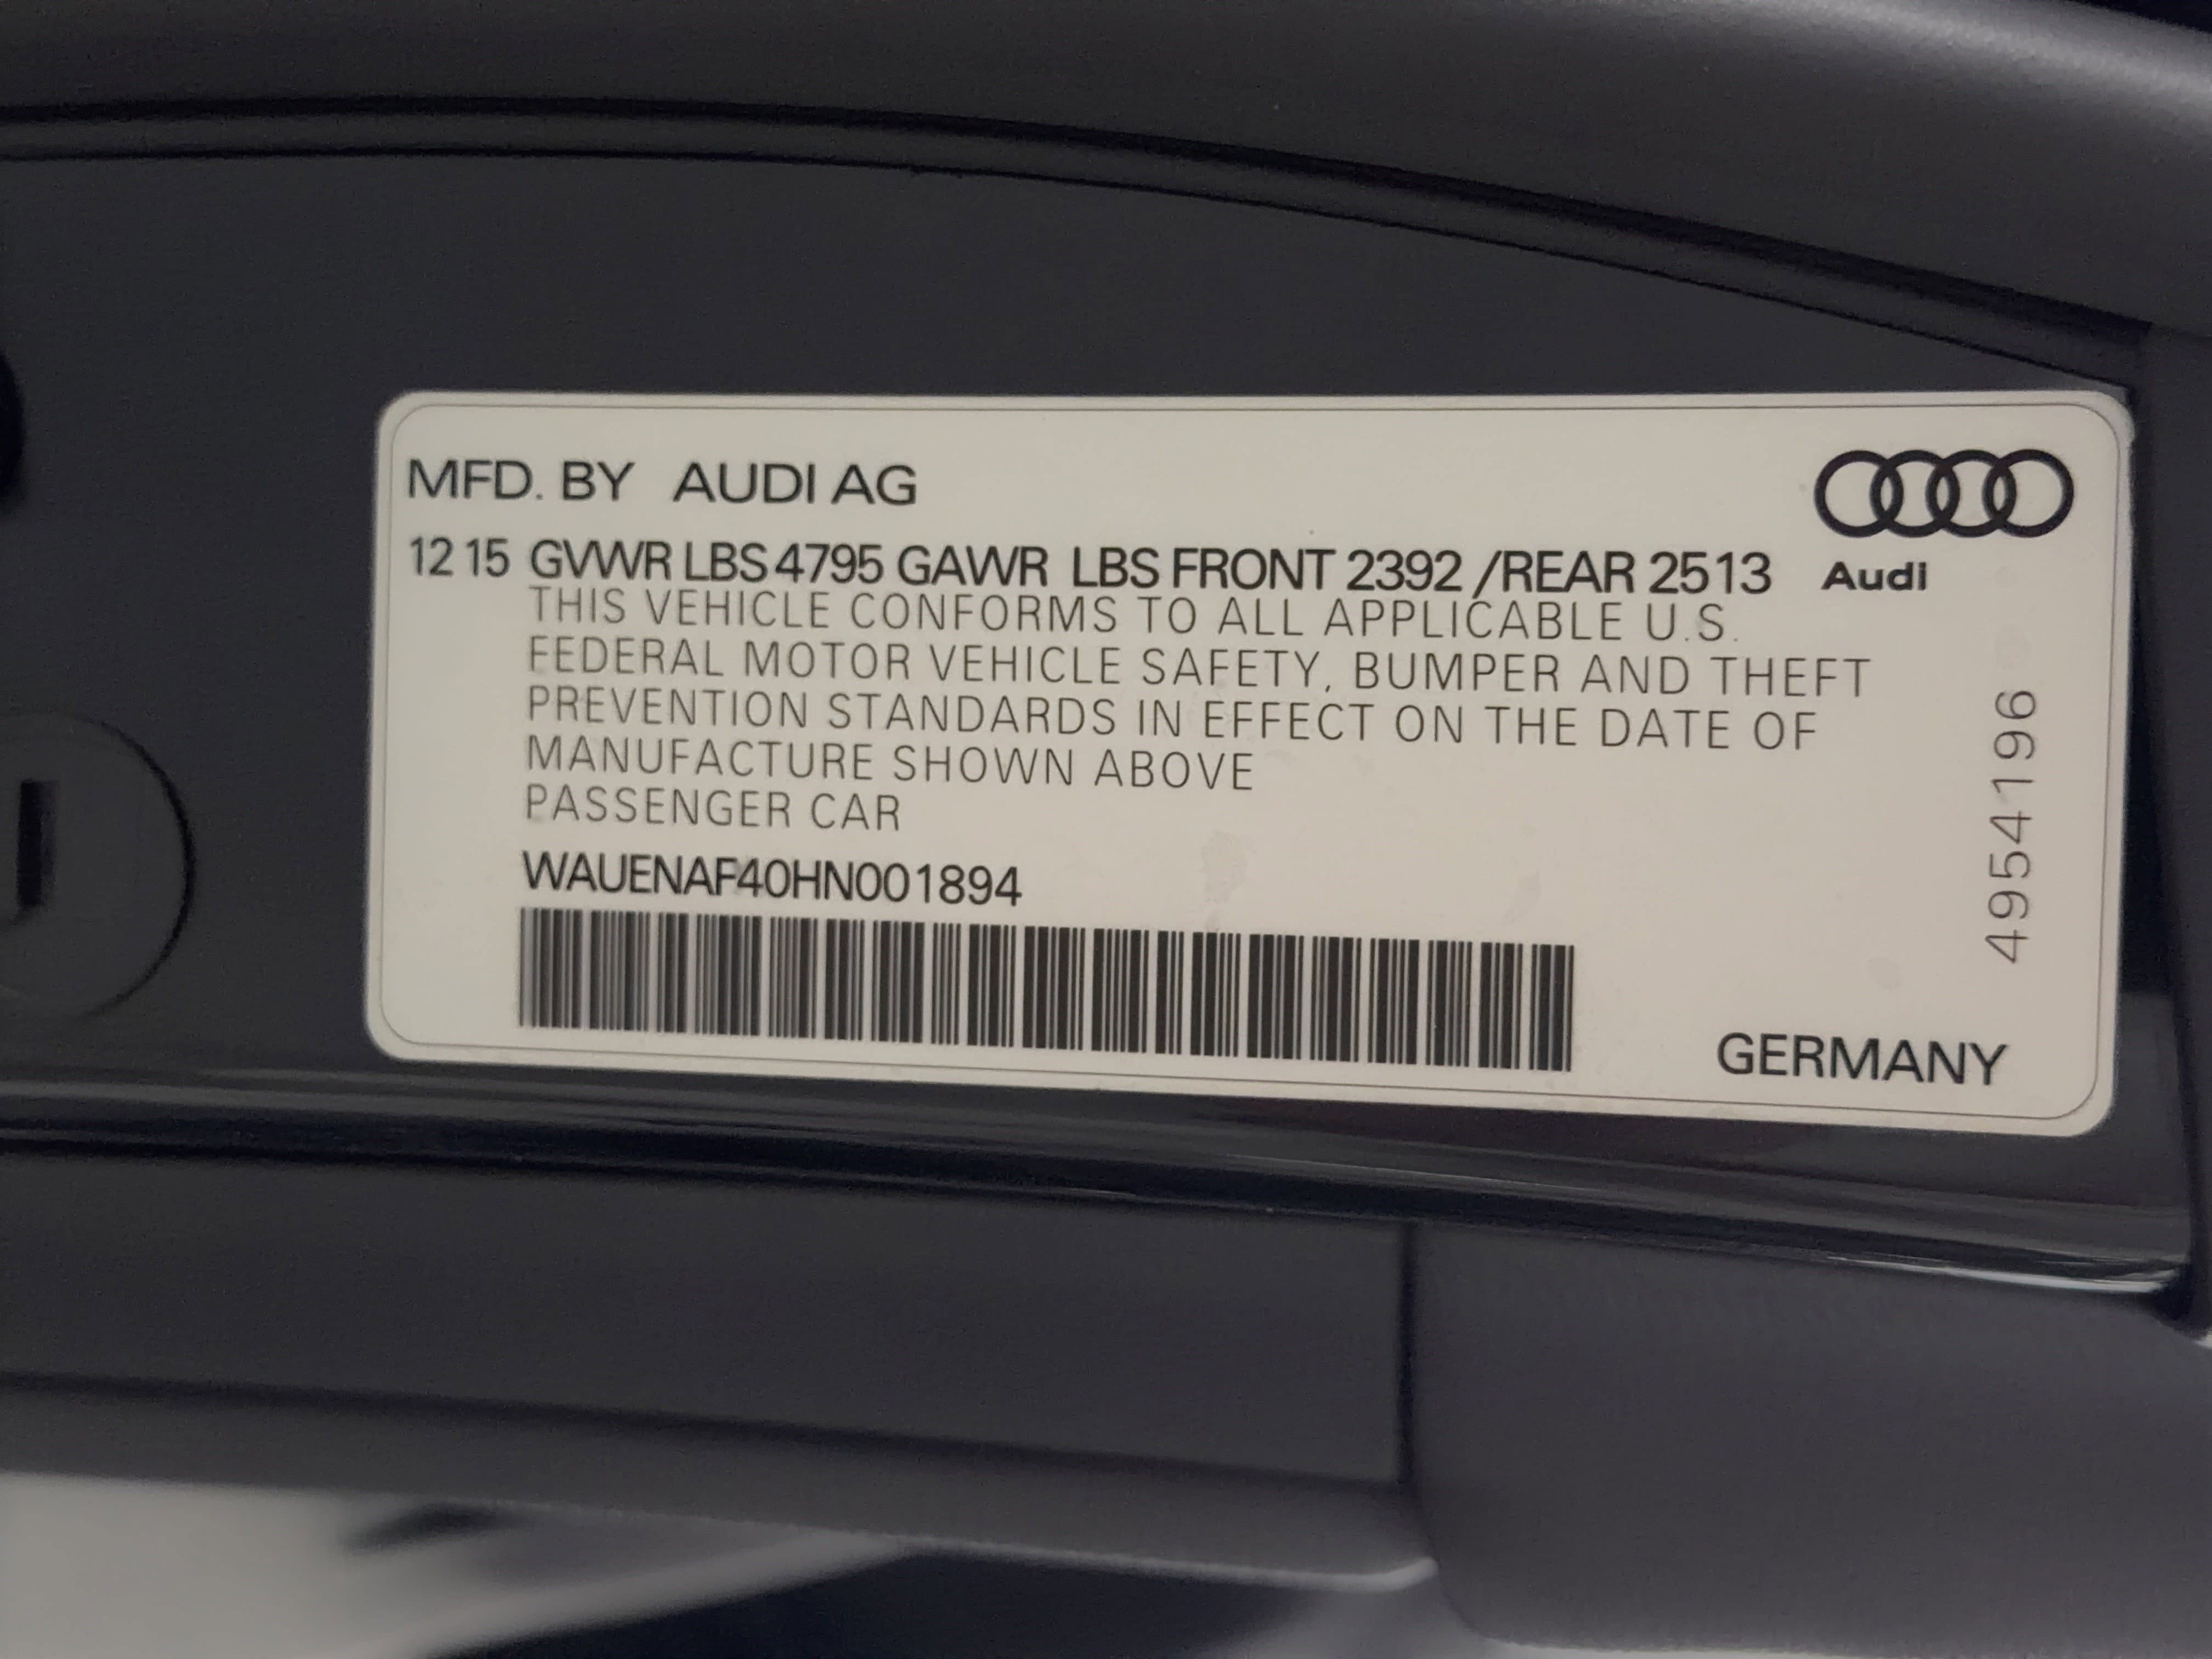 MFD. BY AUDI AG
12 15 GVWR LBS 4795 GAWR LBS FRONT 2392 /REAR 2513
Audi
THIS VEHICLE CONFORMS TO ALL APPLICABLE U.S.
FEDERAL MOTOR VEHICLE SAFETY, BUMPER AND THEFT
PREVENTION STANDARDS IN EFFECT ON THE DATE OF
MANUFACTURE SHOWN ABOVE
PASSENGER CAR
WAUENAF40HN001894
4954196
GERMANY